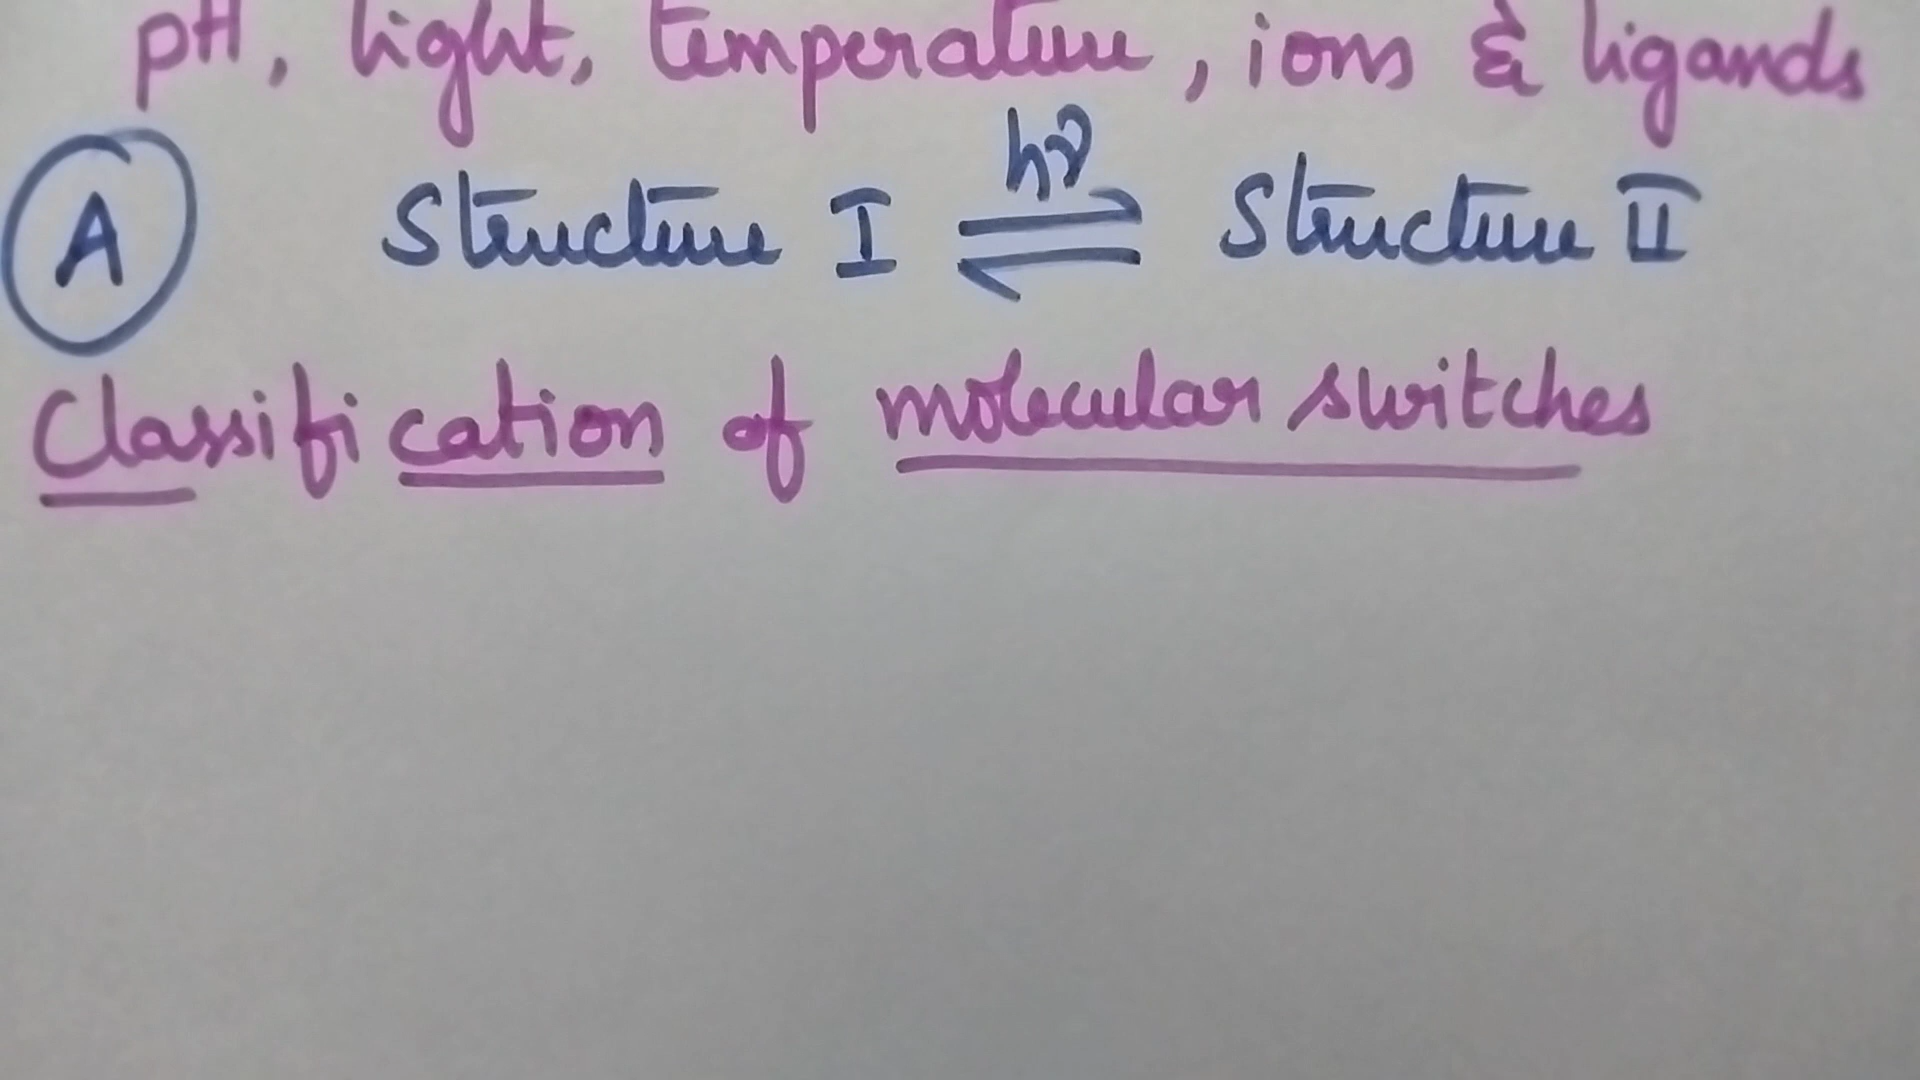 pH, light, temperature, ions & ligands
hν
A Structure I ⇌ Structure II
Classification of molecular switches